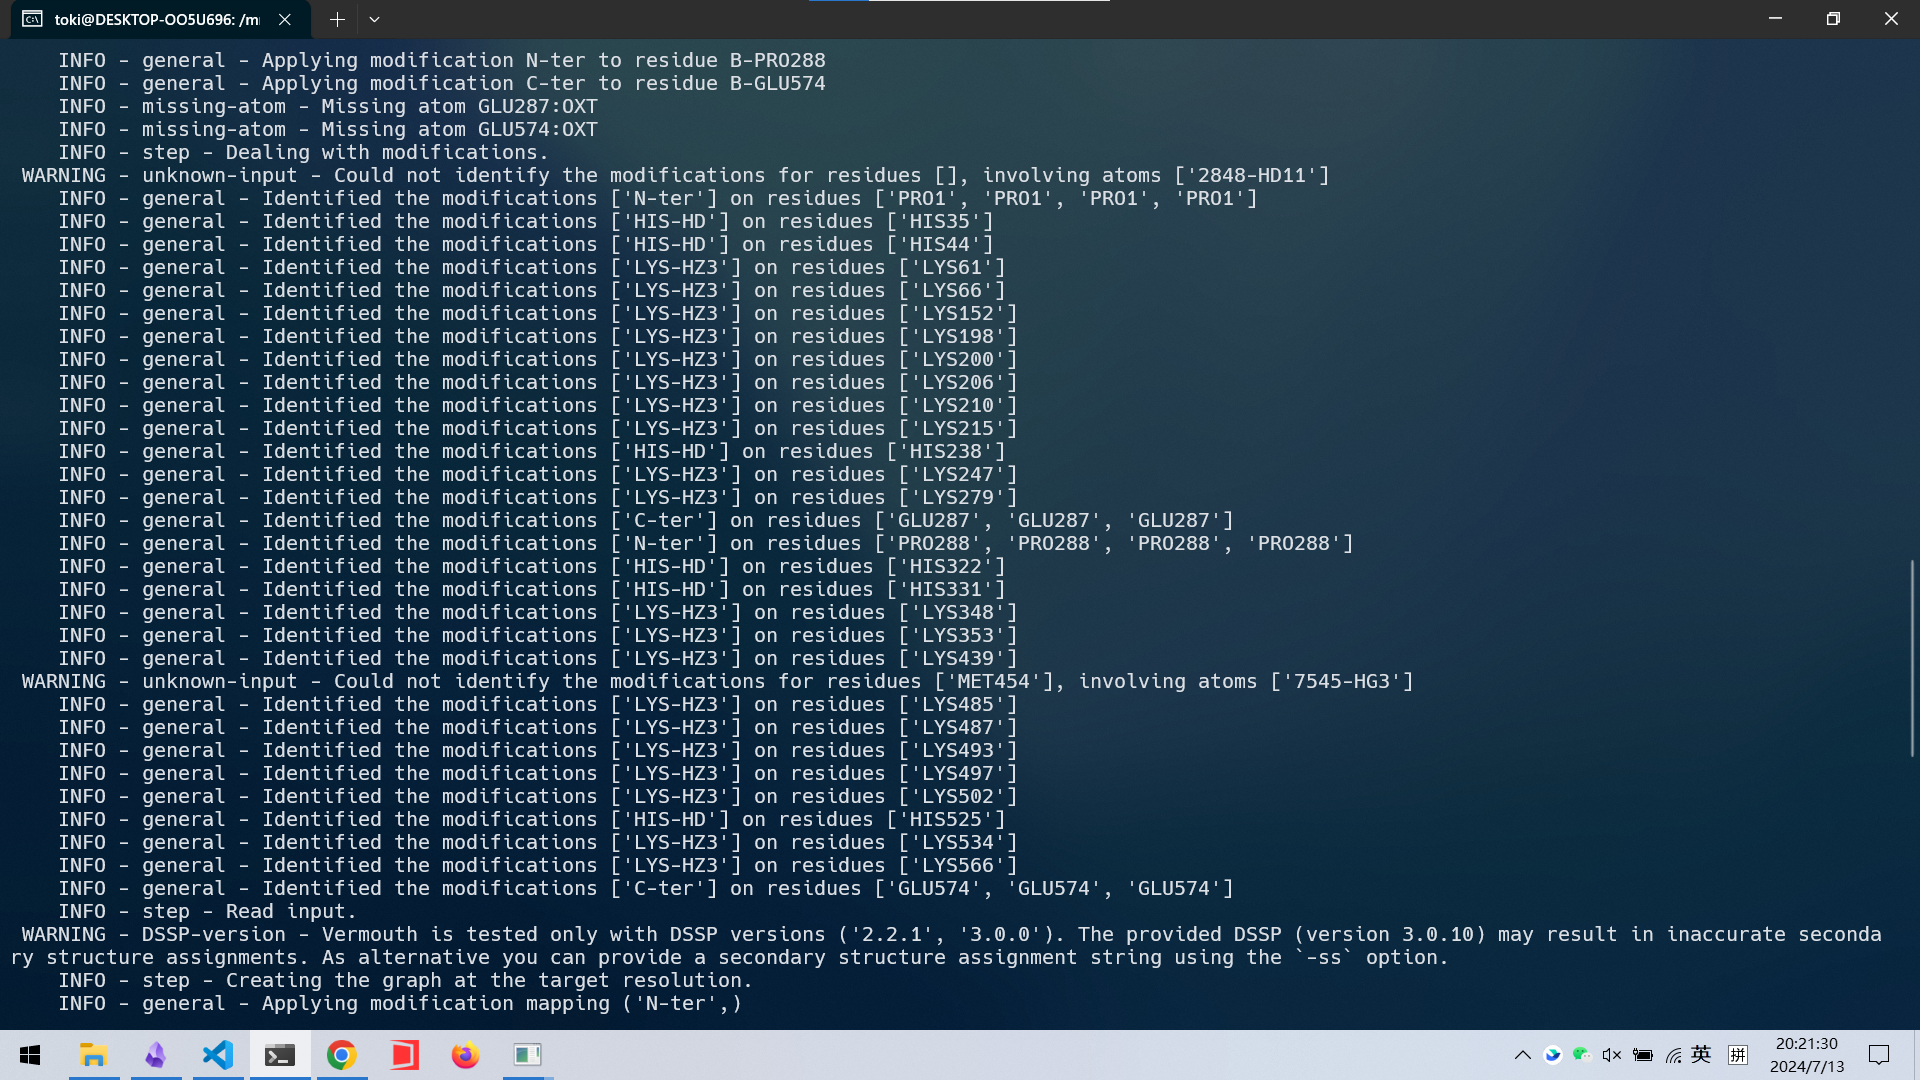 toki@DESKTOP-OO5U696: /m
INFO - general - Applying modification N-ter to residue B-PRO288
INFO - general - Applying modification C-ter to residue B-GLU574
INFO - missing-atom - Missing atom GLU287:OXT
INFO - missing-atom - Missing atom GLU574:OXT
INFO - step - Dealing with modifications.
WARNING - unknown-input - Could not identify the modifications for residues [], involving atoms ['2848-HD11']
INFO - general - Identified the modifications ['N-ter'] on residues ['PRO1', 'PRO1', 'PRO1', 'PRO1']
INFO - general - Identified the modifications ['HIS-HD'] on residues ['HIS35']
INFO - general - Identified the modifications ['HIS-HD'] on residues ['HIS44']
INFO - general - Identified the modifications ['LYS-HZ3'] on residues ['LYS61']
INFO - general - Identified the modifications ['LYS-HZ3'] on residues ['LYS66']
INFO - general - Identified the modifications ['LYS-HZ3'] on residues ['LYS152']
INFO - general - Identified the modifications ['LYS-HZ3'] on residues ['LYS198']
INFO - general - Identified the modifications ['LYS-HZ3'] on residues ['LYS200']
INFO - general - Identified the modifications ['LYS-HZ3'] on residues ['LYS206']
INFO - general - Identified the modifications ['LYS-HZ3'] on residues ['LYS210']
INFO - general - Identified the modifications ['LYS-HZ3'] on residues ['LYS215']
INFO - general - Identified the modifications ['HIS-HD'] on residues ['HIS238']
INFO - general - Identified the modifications ['LYS-HZ3'] on residues ['LYS247']
INFO - general - Identified the modifications ['LYS-HZ3'] on residues ['LYS279']
INFO - general - Identified the modifications ['C-ter'] on residues ['GLU287', 'GLU287', 'GLU287']
INFO - general - Identified the modifications ['N-ter'] on residues ['PRO288', 'PRO288', 'PRO288', 'PRO288']
INFO - general - Identified the modifications ['HIS-HD'] on residues ['HIS322']
INFO - general - Identified the modifications ['HIS-HD'] on residues ['HIS331']
INFO - general - Identified the modifications ['LYS-HZ3'] on residues ['LYS348']
INFO - general - Identified the modifications ['LYS-HZ3'] on residues ['LYS353']
INFO - general - Identified the modifications ['LYS-HZ3'] on residues ['LYS439']
WARNING - unknown-input - Could not identify the modifications for residues ['MET454'], involving atoms ['7545-HG3']
INFO - general - Identified the modifications ['LYS-HZ3'] on residues ['LYS485']
INFO - general - Identified the modifications ['LYS-HZ3'] on residues ['LYS487']
INFO - general - Identified the modifications ['LYS-HZ3'] on residues ['LYS493']
INFO - general - Identified the modifications ['LYS-HZ3'] on residues ['LYS497']
INFO - general - Identified the modifications ['LYS-HZ3'] on residues ['LYS502']
INFO - general - Identified the modifications ['HIS-HD'] on residues ['HIS525']
INFO - general - Identified the modifications ['LYS-HZ3'] on residues ['LYS534']
INFO - general - Identified the modifications ['LYS-HZ3'] on residues ['LYS566']
INFO - general - Identified the modifications ['C-ter'] on residues ['GLU574', 'GLU574', 'GLU574']
INFO - step - Read input.
WARNING - DSSP-version - Vermouth is tested only with DSSP versions ('2.2.1', '3.0.0'). The provided DSSP (version 3.0.10) may result in inaccurate seconda
ry structure assignments. As alternative you can provide a secondary structure assignment string using the `-ss` option.
INFO - step - Creating the graph at the target resolution.
INFO - general - Applying modification mapping ('N-ter',)
英 拼 20:21:30
2024/7/13